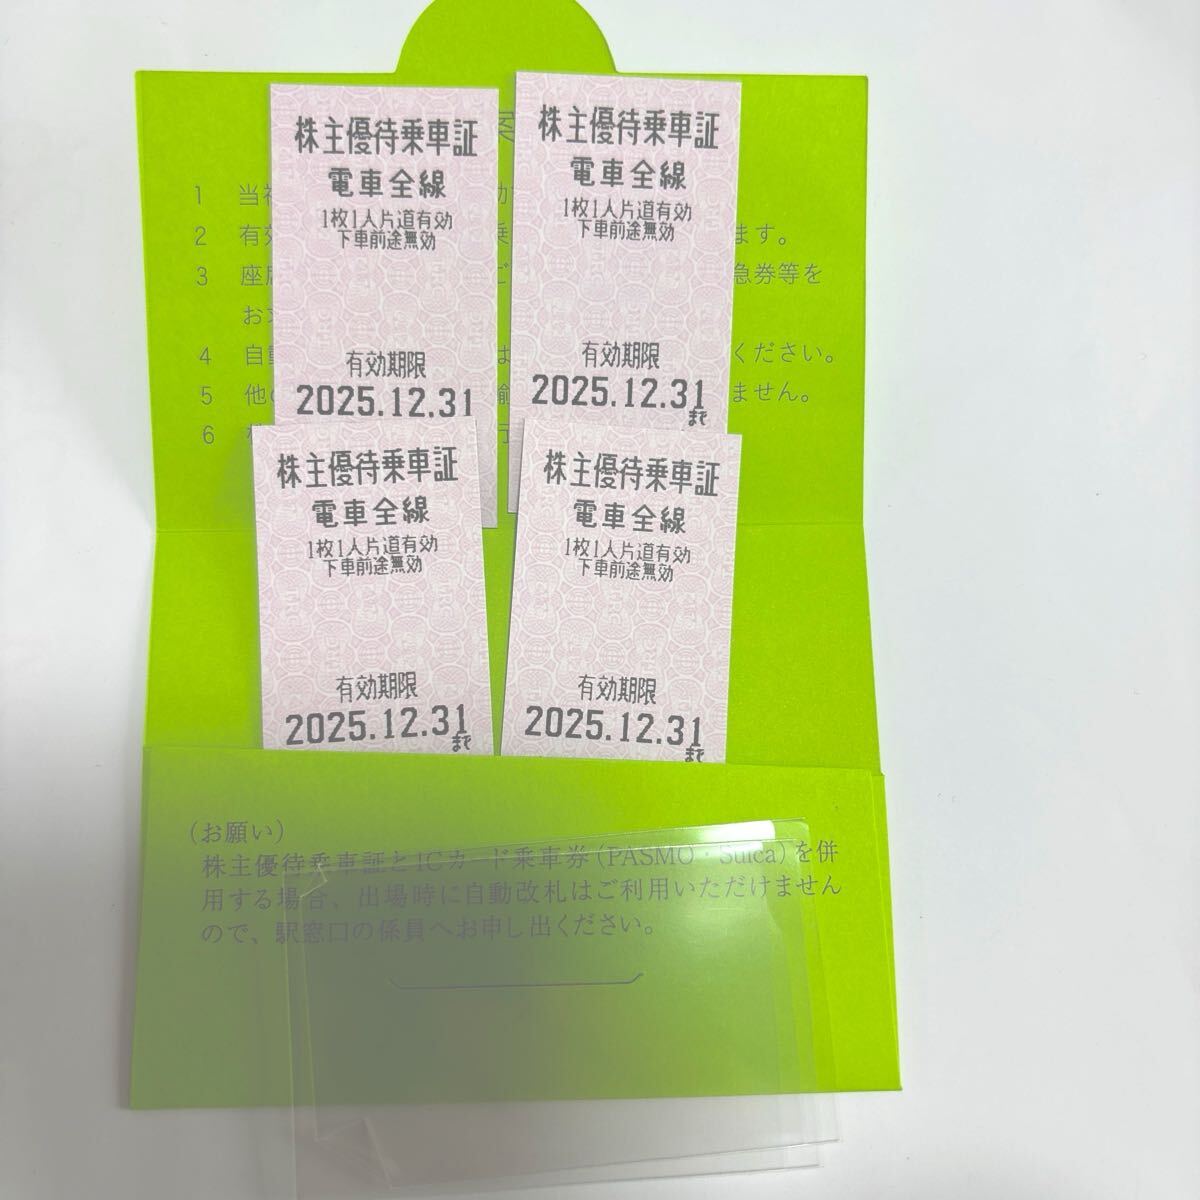 株主優待乗車証
電車全線
1枚1人片道有効
下車前途無効
有効期限
2025.12.31
株主優待乗車証
電車全線
1枚1人片道有効
下車前途無効
有効期限
2025.12.31
まで
1 当
2 有 ます。
3 座 急券等を
お
4 自 ください。
5 他 ません。
6
株主優待乗車証
電車全線
1枚1人片道有効
下車前途無効
有効期限
2025.12.31
まで
株主優待乗車証
電車全線
1枚1人片道有効
下車前途無効
有効期限
2025.12.31
まで
(お願い)
株主優待乗車証とICカード乗車券(PASMO・Suica)を併
用する場合、出場時に自動改札はご利用いただけません
ので、駅窓口の係員へお申し出ください。